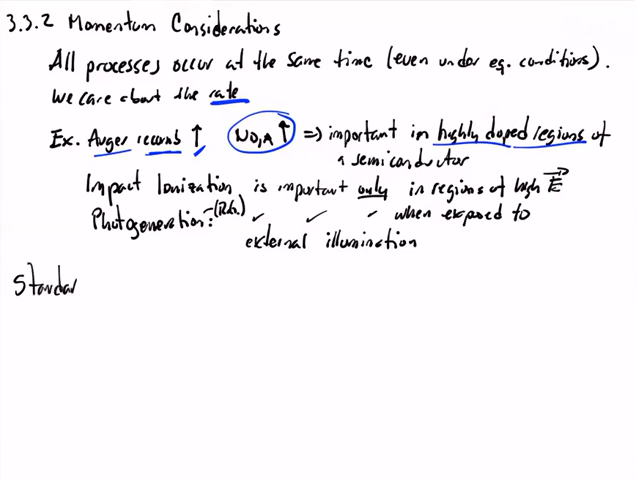 3.3.2 Momentum Considerations
All processes occur at the same time (even under eq. conditions).
We care about the rate
Ex. Auger recomb ↑ ND,A ↑ ⇒ important in highly doped regions of
a semiconductor
Impact Ionization is important only in regions of high E
Photogeneration: ✓ ✓ ✓ when exposed to
external illumination
Standar